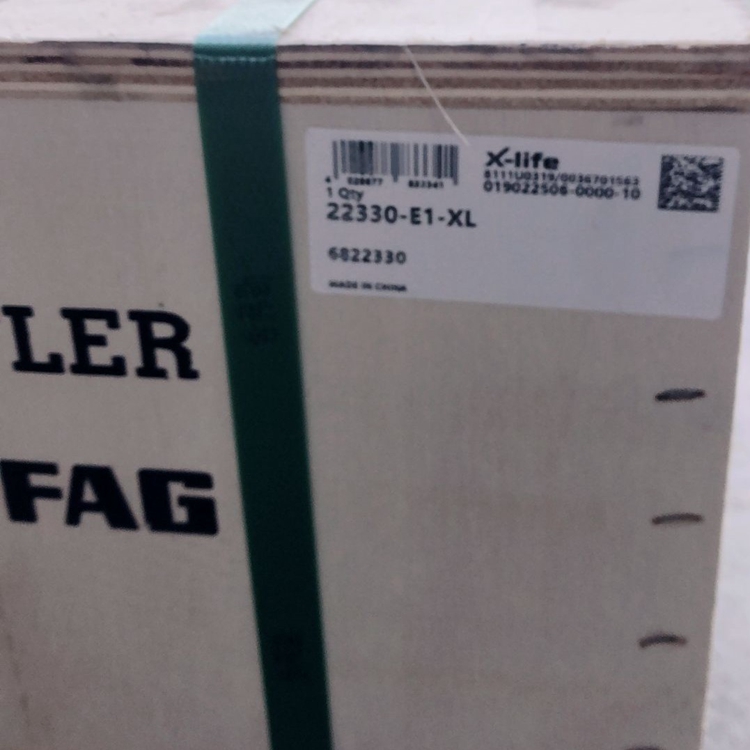 X-life
8111U0319/0036701563
019022506-0000-10
1 Qty
22330-E1-XL
6822330
MADE IN CHINA
LER
FAG